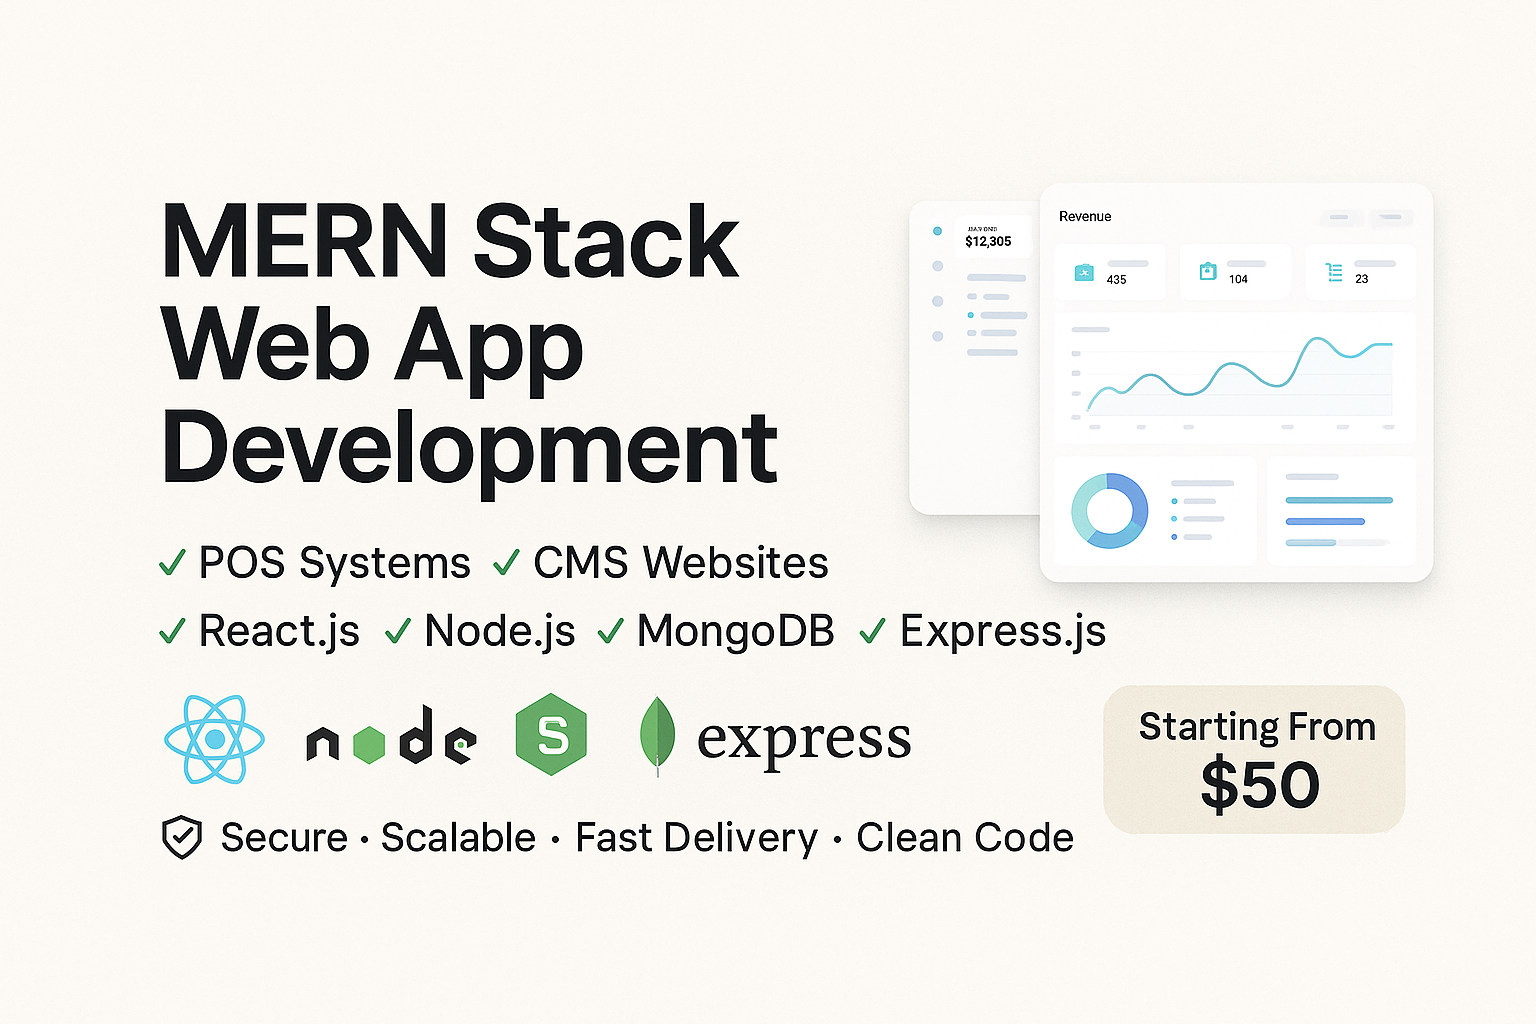 MERN Stack
Web App
Development
✓ POS Systems ✓ CMS Websites
✓ React.js ✓ Node.js ✓ MongoDB ✓ Express.js
node
S
express
Secure · Scalable · Fast Delivery · Clean Code
$12,305
Revenue
435
104
23
Starting From
$50